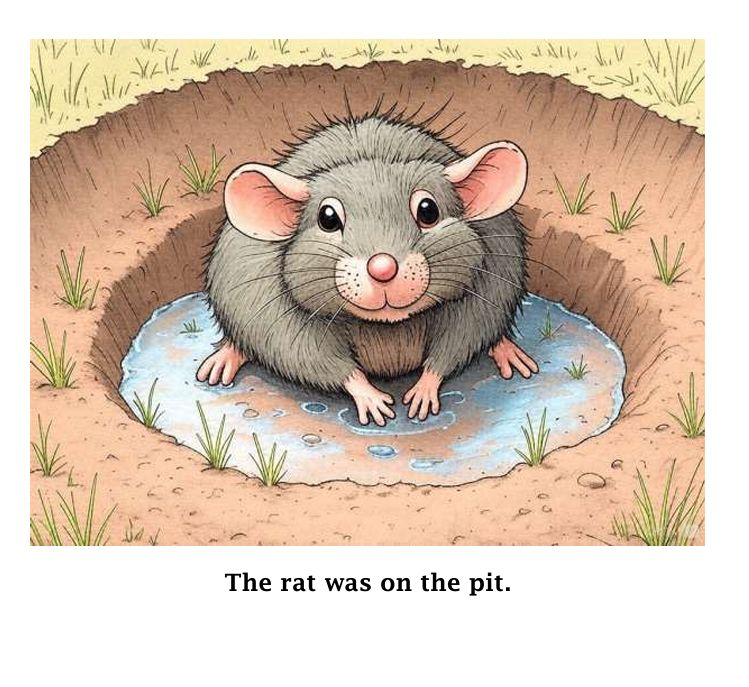 The rat was on the pit.